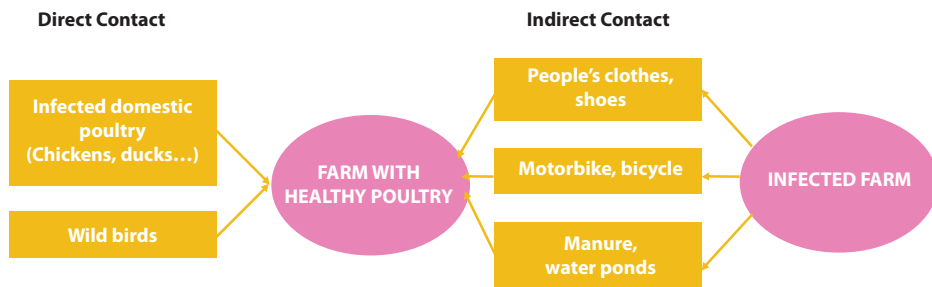 Direct Contact
Indirect Contact
Infected domestic
poultry
(Chickens, ducks...)
Wild birds
FARM WITH
HEALTHY POULTRY
People’s clothes,
shoes
Motorbike, bicycle
Manure,
water ponds
INFECTED FARM